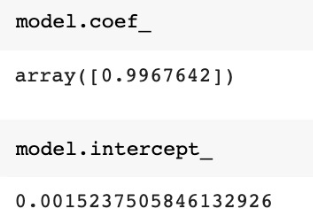 model.coef_
array([0.9967642])
model.intercept_
0.0015237505846132926